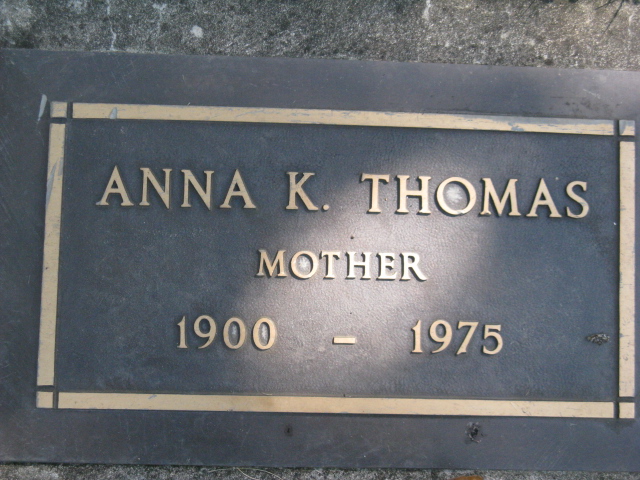 ANNA K. THOMAS
MOTHER
1900 - 1975